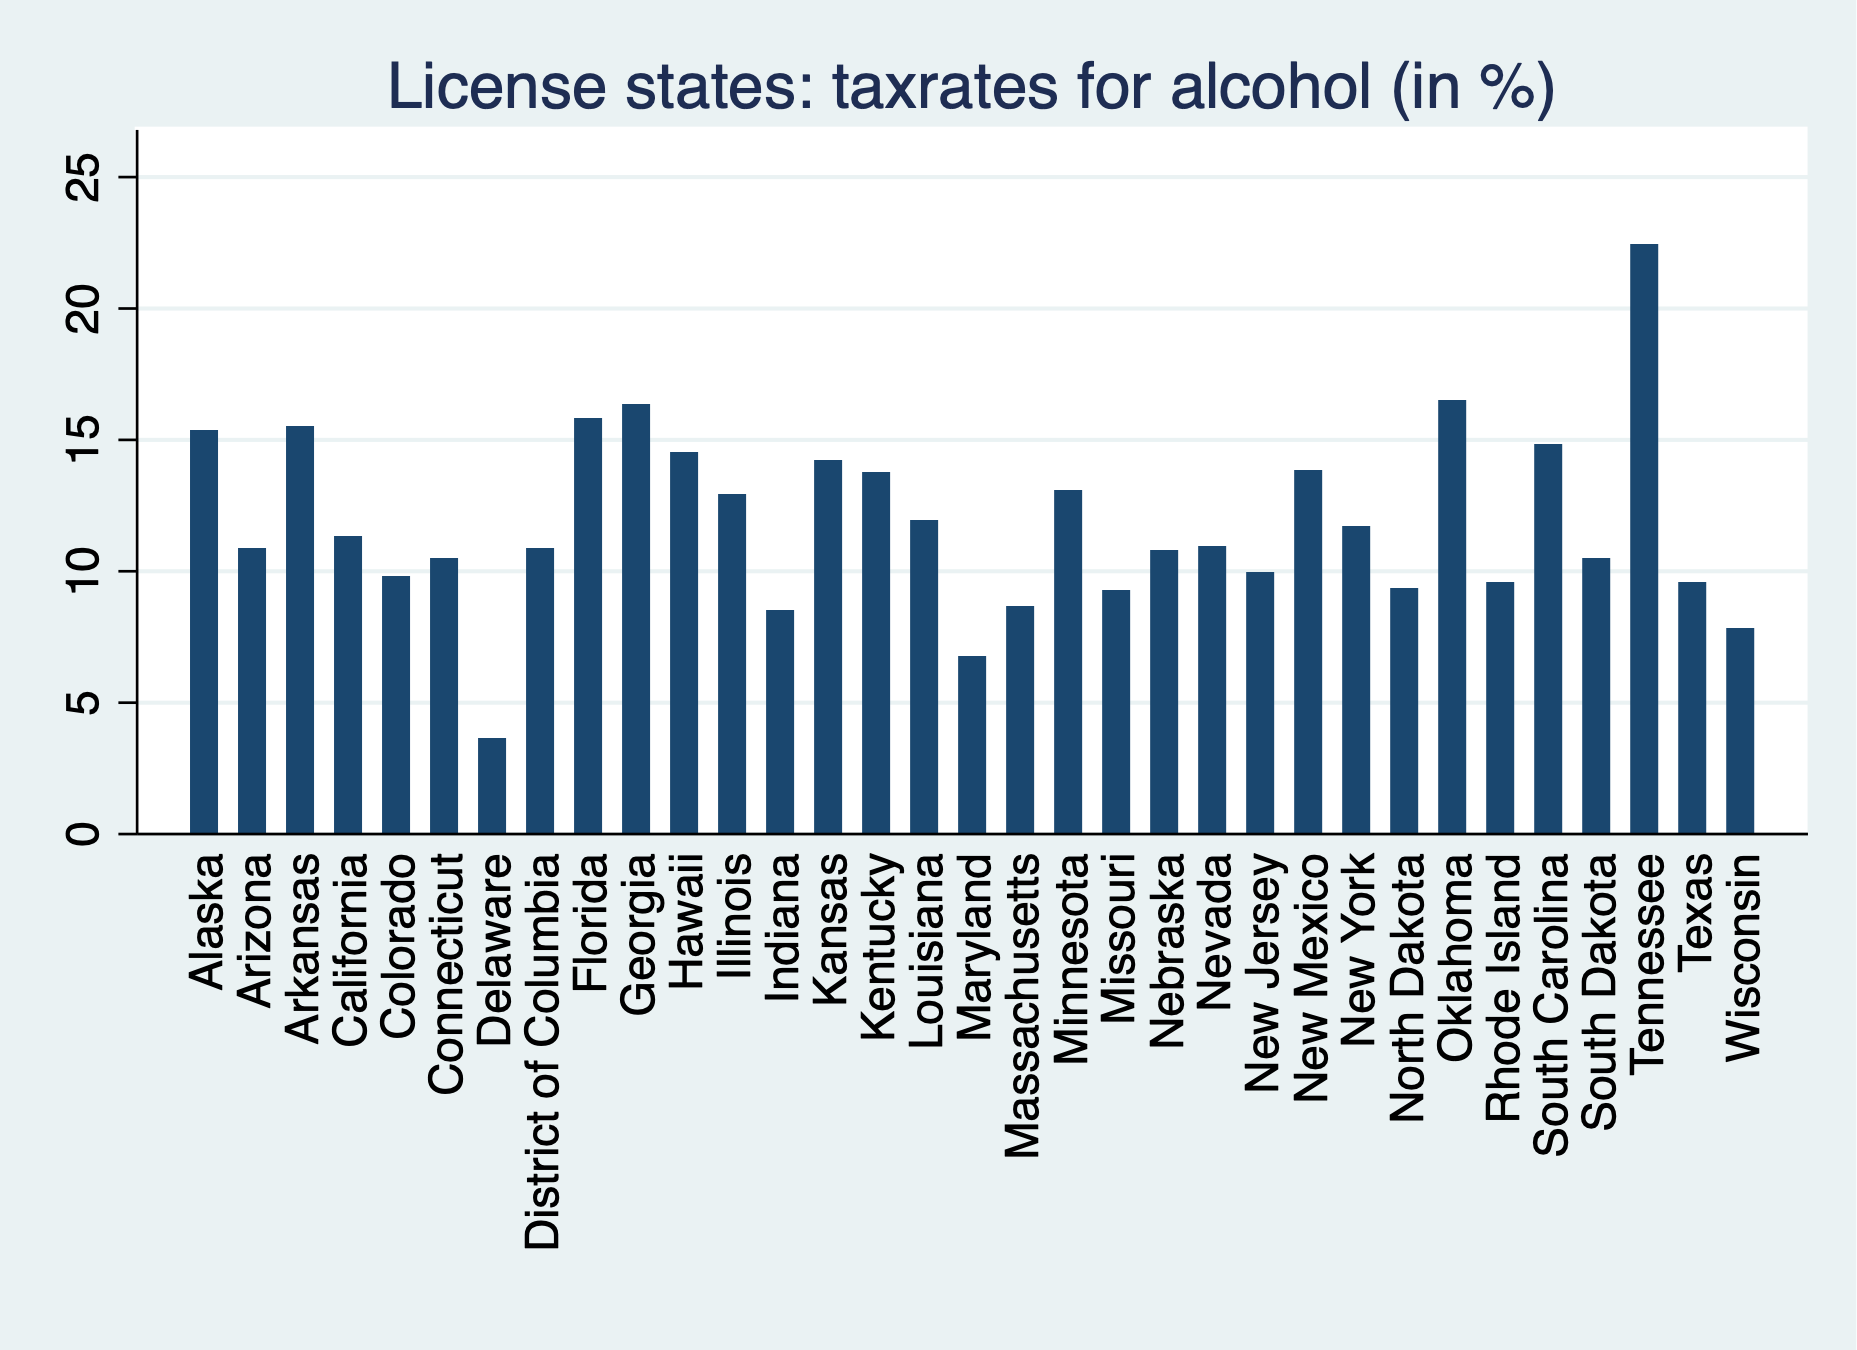 License states: taxrates for alcohol (in %)
25
20
15
10
5
0
Alaska
Arizona
Arkansas
California
Colorado
Connecticut
Delaware
District of Columbia
Florida
Georgia
Hawaii
Illinois
Indiana
Kansas
Kentucky
Louisiana
Maryland
Massachusetts
Minnesota
Missouri
Nebraska
Nevada
New Jersey
New Mexico
New York
North Dakota
Oklahoma
Rhode Island
South Carolina
South Dakota
Tennessee
Texas
Wisconsin